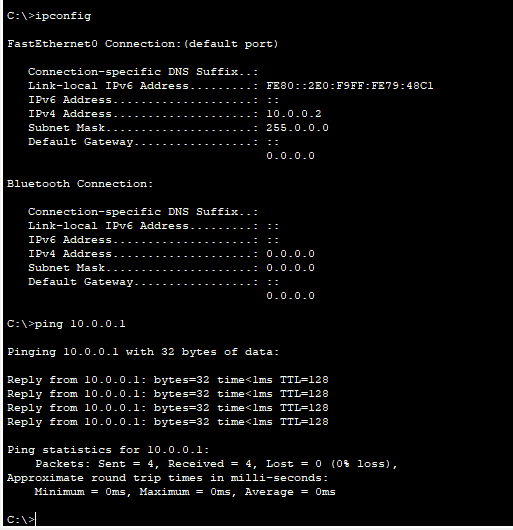 C:\>ipconfig
FastEthernet0 Connection:(default port)
Connection-specific DNS Suffix..:
Link-local IPv6 Address.........: FE80::2E0:F9FF:FE79:48C1
IPv6 Address....................: ::
IPv4 Address....................: 10.0.0.2
Subnet Mask.....................: 255.0.0.0
Default Gateway.................: ::
0.0.0.0
Bluetooth Connection:
Connection-specific DNS Suffix..:
Link-local IPv6 Address.........: ::
IPv6 Address....................: ::
IPv4 Address....................: 0.0.0.0
Subnet Mask.....................: 0.0.0.0
Default Gateway.................: ::
0.0.0.0
C:\>ping 10.0.0.1
Pinging 10.0.0.1 with 32 bytes of data:
Reply from 10.0.0.1: bytes=32 time<1ms TTL=128
Reply from 10.0.0.1: bytes=32 time<1ms TTL=128
Reply from 10.0.0.1: bytes=32 time<1ms TTL=128
Reply from 10.0.0.1: bytes=32 time<1ms TTL=128
Ping statistics for 10.0.0.1:
Packets: Sent = 4, Received = 4, Lost = 0 (0% loss),
Approximate round trip times in milli-seconds:
Minimum = 0ms, Maximum = 0ms, Average = 0ms
C:\>